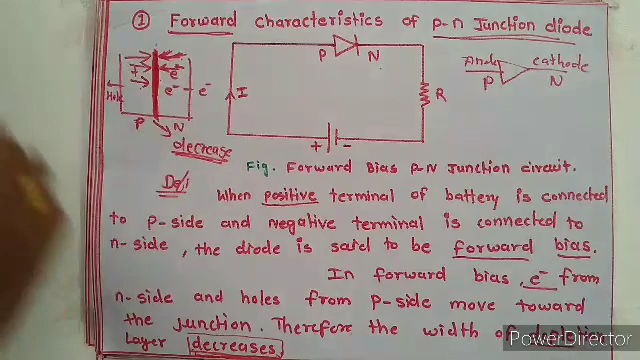 ① Forward characteristics of P-N Junction diode
I
e⁻
e⁻
e⁻
Hole
P
N
decrease
P
N
I
R
+
-
Anode
cathode
P
N
Fig. Forward Bias P-N Junction circuit.
Def:
When positive terminal of battery is connected
to p-side and negative terminal is connected to
n-side, the diode is said to be forward bias.
In forward bias, e⁻ from
n-side and holes from p-side move toward
the junction. Therefore the width of
Layer decreases
PowerDirector